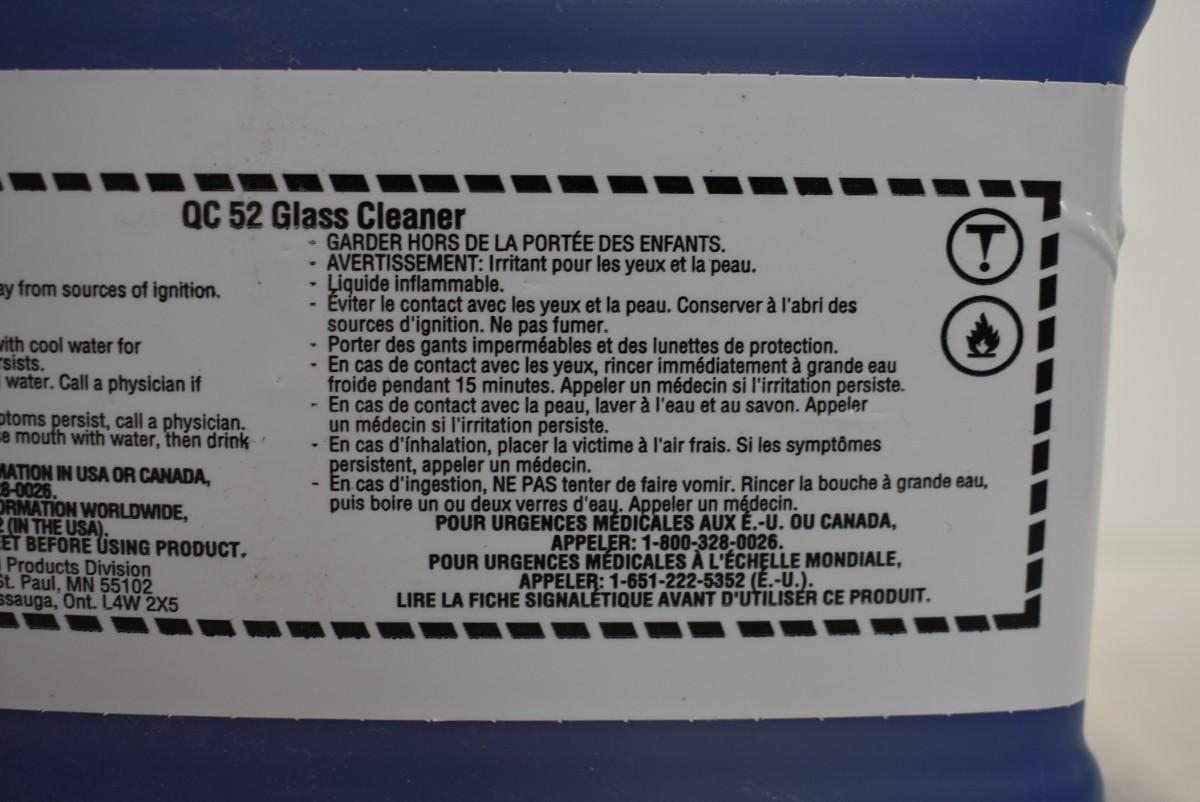 QC 52 Glass Cleaner
- GARDER HORS DE LA PORTÉE DES ENFANTS.
- AVERTISSEMENT: Irritant pour les yeux et la peau.
- Liquide inflammable.
- Éviter le contact avec les yeux et la peau. Conserver à l'abri des
sources d'ignition. Ne pas fumer.
- Porter des gants imperméables et des lunettes de protection.
- En cas de contact avec les yeux, rincer immédiatement à grande eau
froide pendant 15 minutes. Appeler un médecin si l'irritation persiste.
- En cas de contact avec la peau, laver à l'eau et au savon. Appeler
un médecin si l'irritation persiste.
- En cas d'ínhalation, placer la victime à l'air frais. Si les symptômes
persistent, appeler un médecin.
- En cas d'ingestion, NE PAS tenter de faire vomir. Rincer la bouche à grande eau,
puis boire un ou deux verres d'eau. Appeler un médecin.
POUR URGENCES MÉDICALES AUX É.-U. OU CANADA,
APPELER: 1-800-328-0026.
POUR URGENCES MÉDICALES À L'ÉCHELLE MONDIALE,
APPELER: 1-651-222-5352 (É.-U.).
LIRE LA FICHE SIGNALÉTIQUE AVANT D'UTILISER CE PRODUIT.
ay from sources of ignition.
with cool water for
rsists.
water. Call a physician if
ptoms persist, call a physician.
se mouth with water, then drink
MATION IN USA OR CANADA,
8-0026.
ORMATION WORLDWIDE,
2 (IN THE USA).
EET BEFORE USING PRODUCT.
l Products Division
St. Paul, MN 55102
ssauga, Ont. L4W 2X5